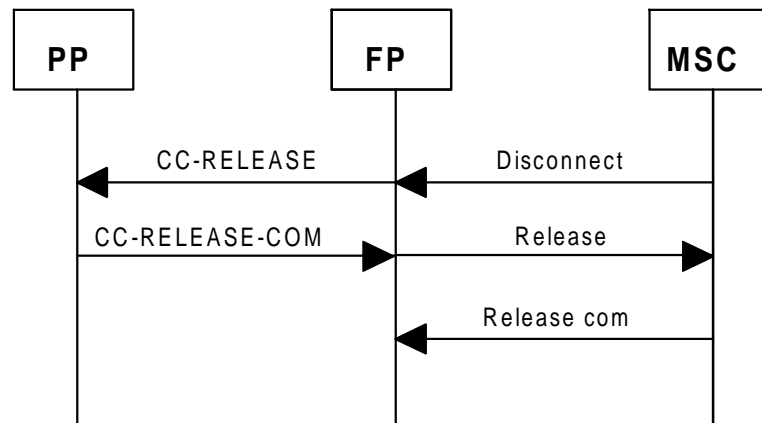 PP FP MSC
CC-RELEASE Disconnect
CC-RELEASE-COM Release
Release com